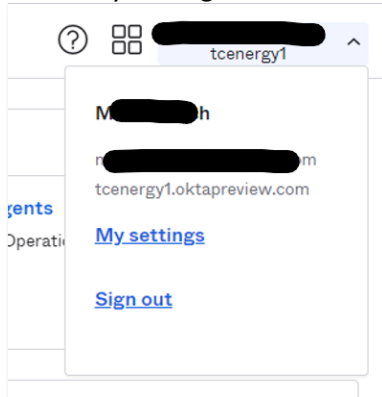 tcenergy1
M h
m
tcenergy1.oktapreview.com
gents
Operati
My settings
Sign out